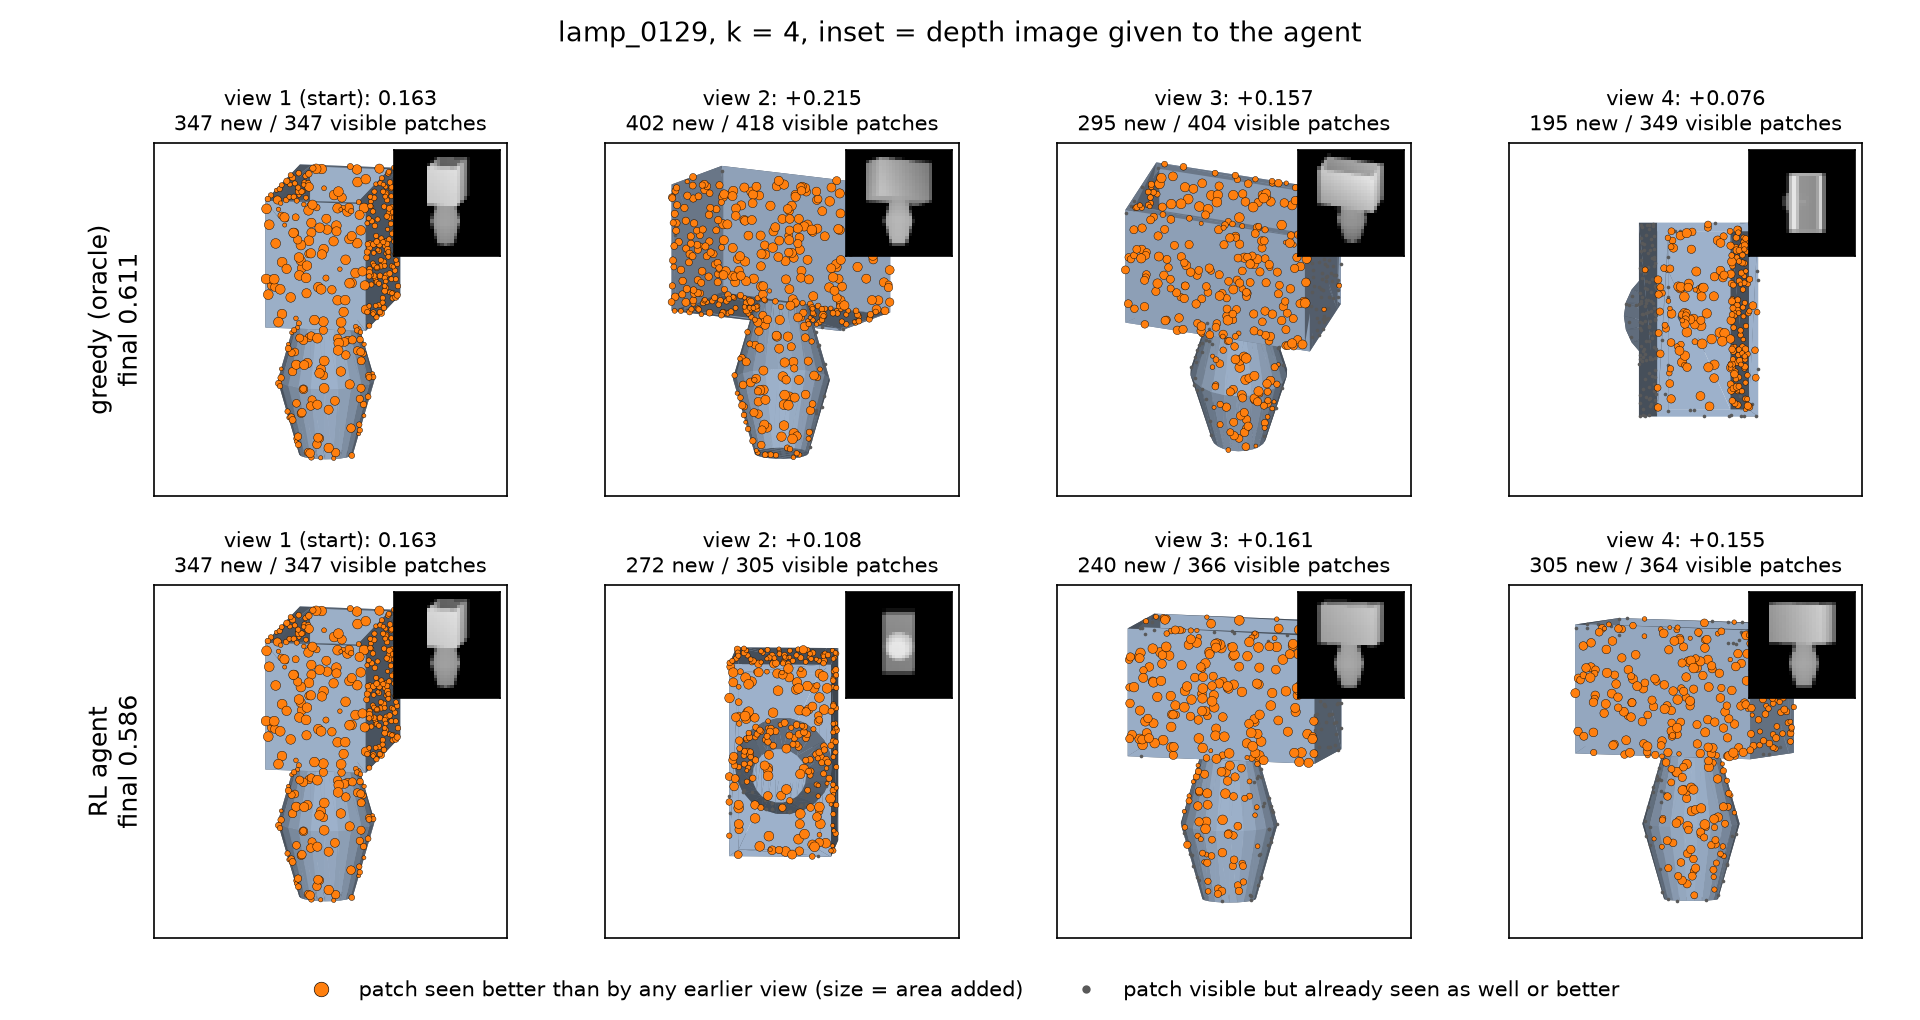 lamp_0129, k = 4, inset = depth image given to the agent
view 1 (start): 0.163
347 new / 347 visible patches
view 2: +0.215
402 new / 418 visible patches
view 3: +0.157
295 new / 404 visible patches
view 4: +0.076
195 new / 349 visible patches
greedy (oracle)
final 0.611
view 1 (start): 0.163
347 new / 347 visible patches
view 2: +0.108
272 new / 305 visible patches
view 3: +0.161
240 new / 366 visible patches
view 4: +0.155
305 new / 364 visible patches
RL agent
final 0.586
patch seen better than by any earlier view (size = area added)
patch visible but already seen as well or better